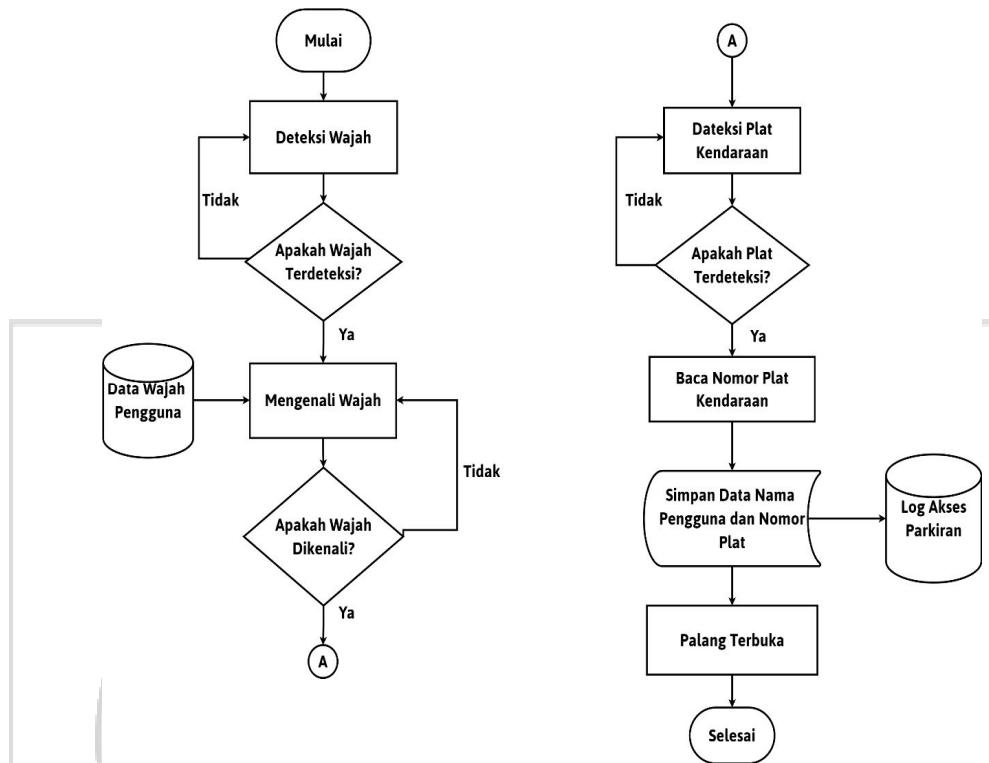 Mulai
Deteksi Wajah
Tidak
Apakah Wajah
Terdeteksi?
Ya
Data Wajah
Pengguna
Mengenali Wajah
Tidak
Apakah Wajah
Dikenali?
Ya
A
A
Dateksi Plat
Kendaraan
Tidak
Apakah Plat
Terdeteksi?
Ya
Baca Nomor Plat
Kendaraan
Simpan Data Nama
Pengguna dan Nomor
Plat
Log Akses
Parkiran
Palang Terbuka
Selesai